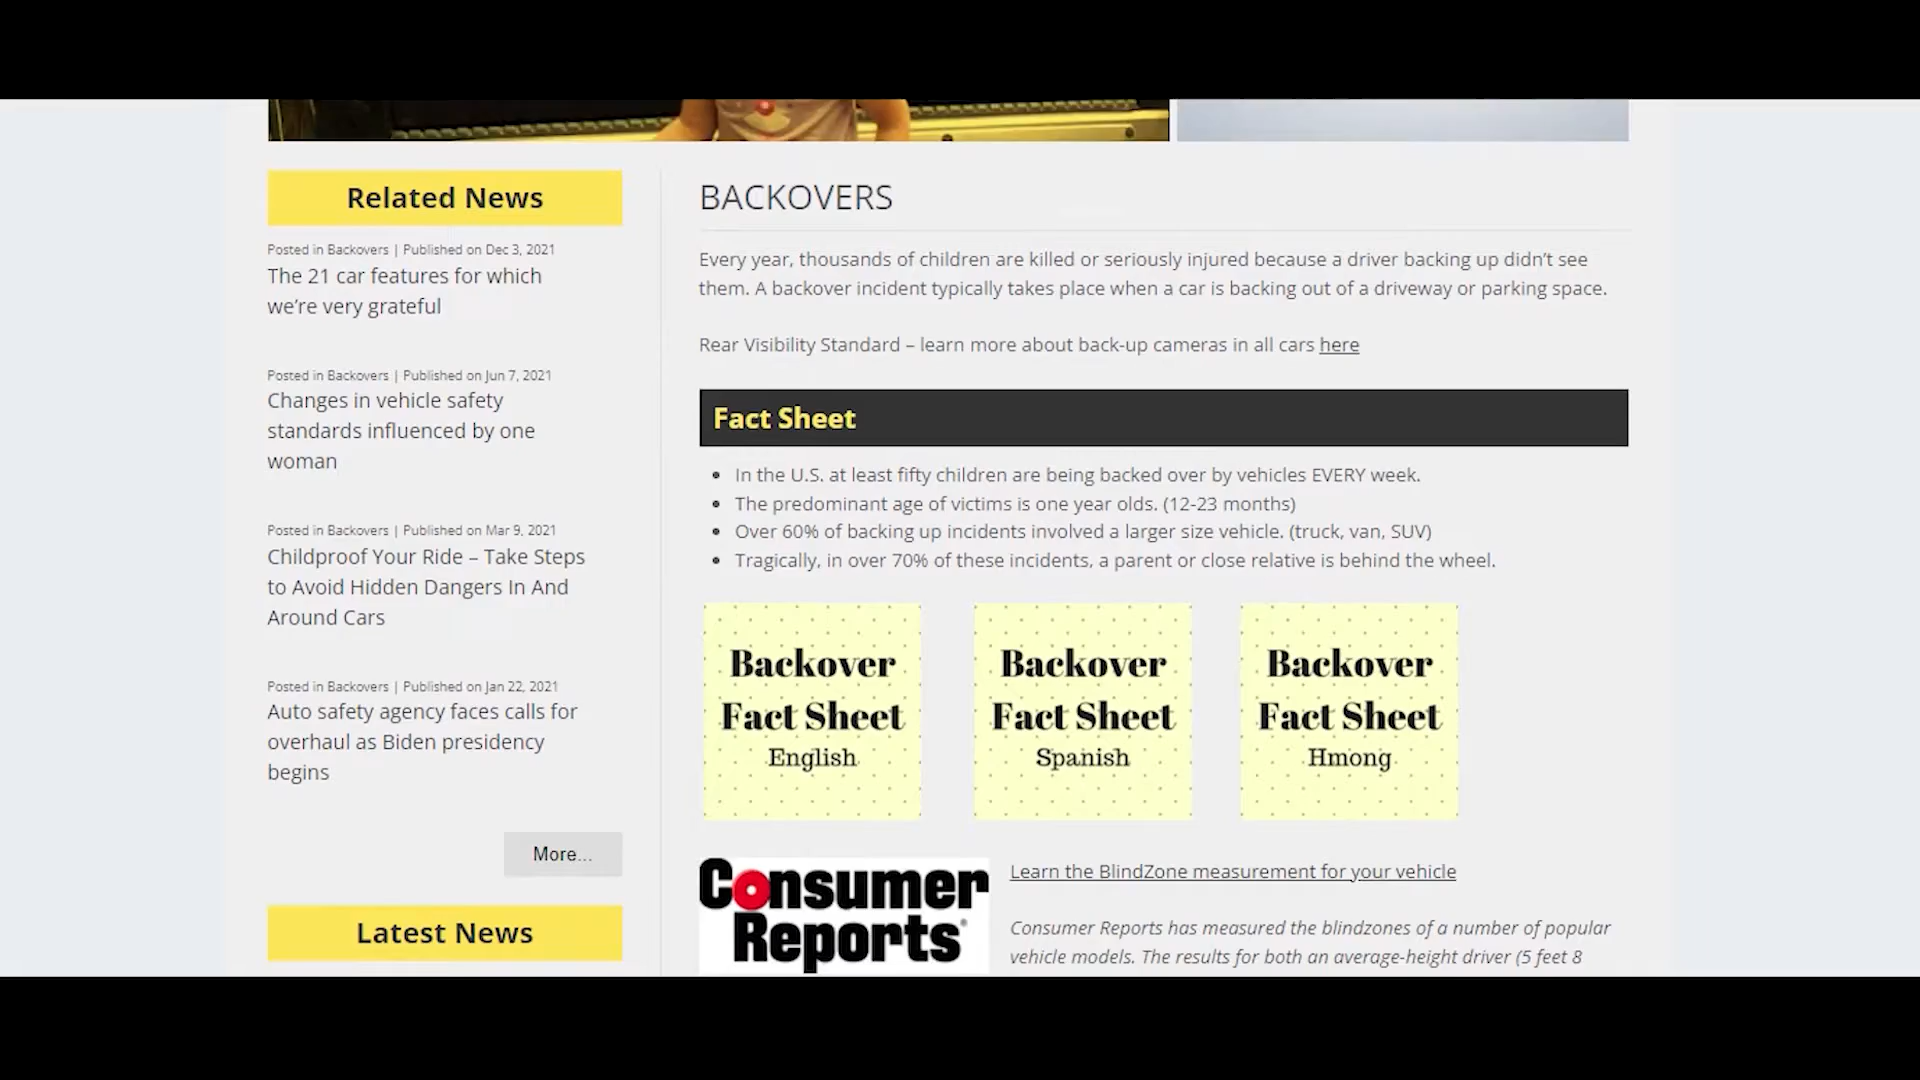 Related News
Posted in Backovers | Published on Dec 3, 2021
The 21 car features for which
we’re very grateful
Posted in Backovers | Published on Jun 7, 2021
Changes in vehicle safety
standards influenced by one
woman
Posted in Backovers | Published on Mar 9, 2021
Childproof Your Ride – Take Steps
to Avoid Hidden Dangers In And
Around Cars
Posted in Backovers | Published on Jan 22, 2021
Auto safety agency faces calls for
overhaul as Biden presidency
begins
More...
Latest News
BACKOVERS
Every year, thousands of children are killed or seriously injured because a driver backing up didn’t see
them. A backover incident typically takes place when a car is backing out of a driveway or parking space.
Rear Visibility Standard – learn more about back-up cameras in all cars here
Fact Sheet
• In the U.S. at least fifty children are being backed over by vehicles EVERY week.
• The predominant age of victims is one year olds. (12-23 months)
• Over 60% of backing up incidents involved a larger size vehicle. (truck, van, SUV)
• Tragically, in over 70% of these incidents, a parent or close relative is behind the wheel.
Backover
Fact Sheet
English
Backover
Fact Sheet
Spanish
Backover
Fact Sheet
Hmong
Consumer
Reports®
Learn the BlindZone measurement for your vehicle
Consumer Reports has measured the blindzones of a number of popular
vehicle models. The results for both an average-height driver (5 feet 8